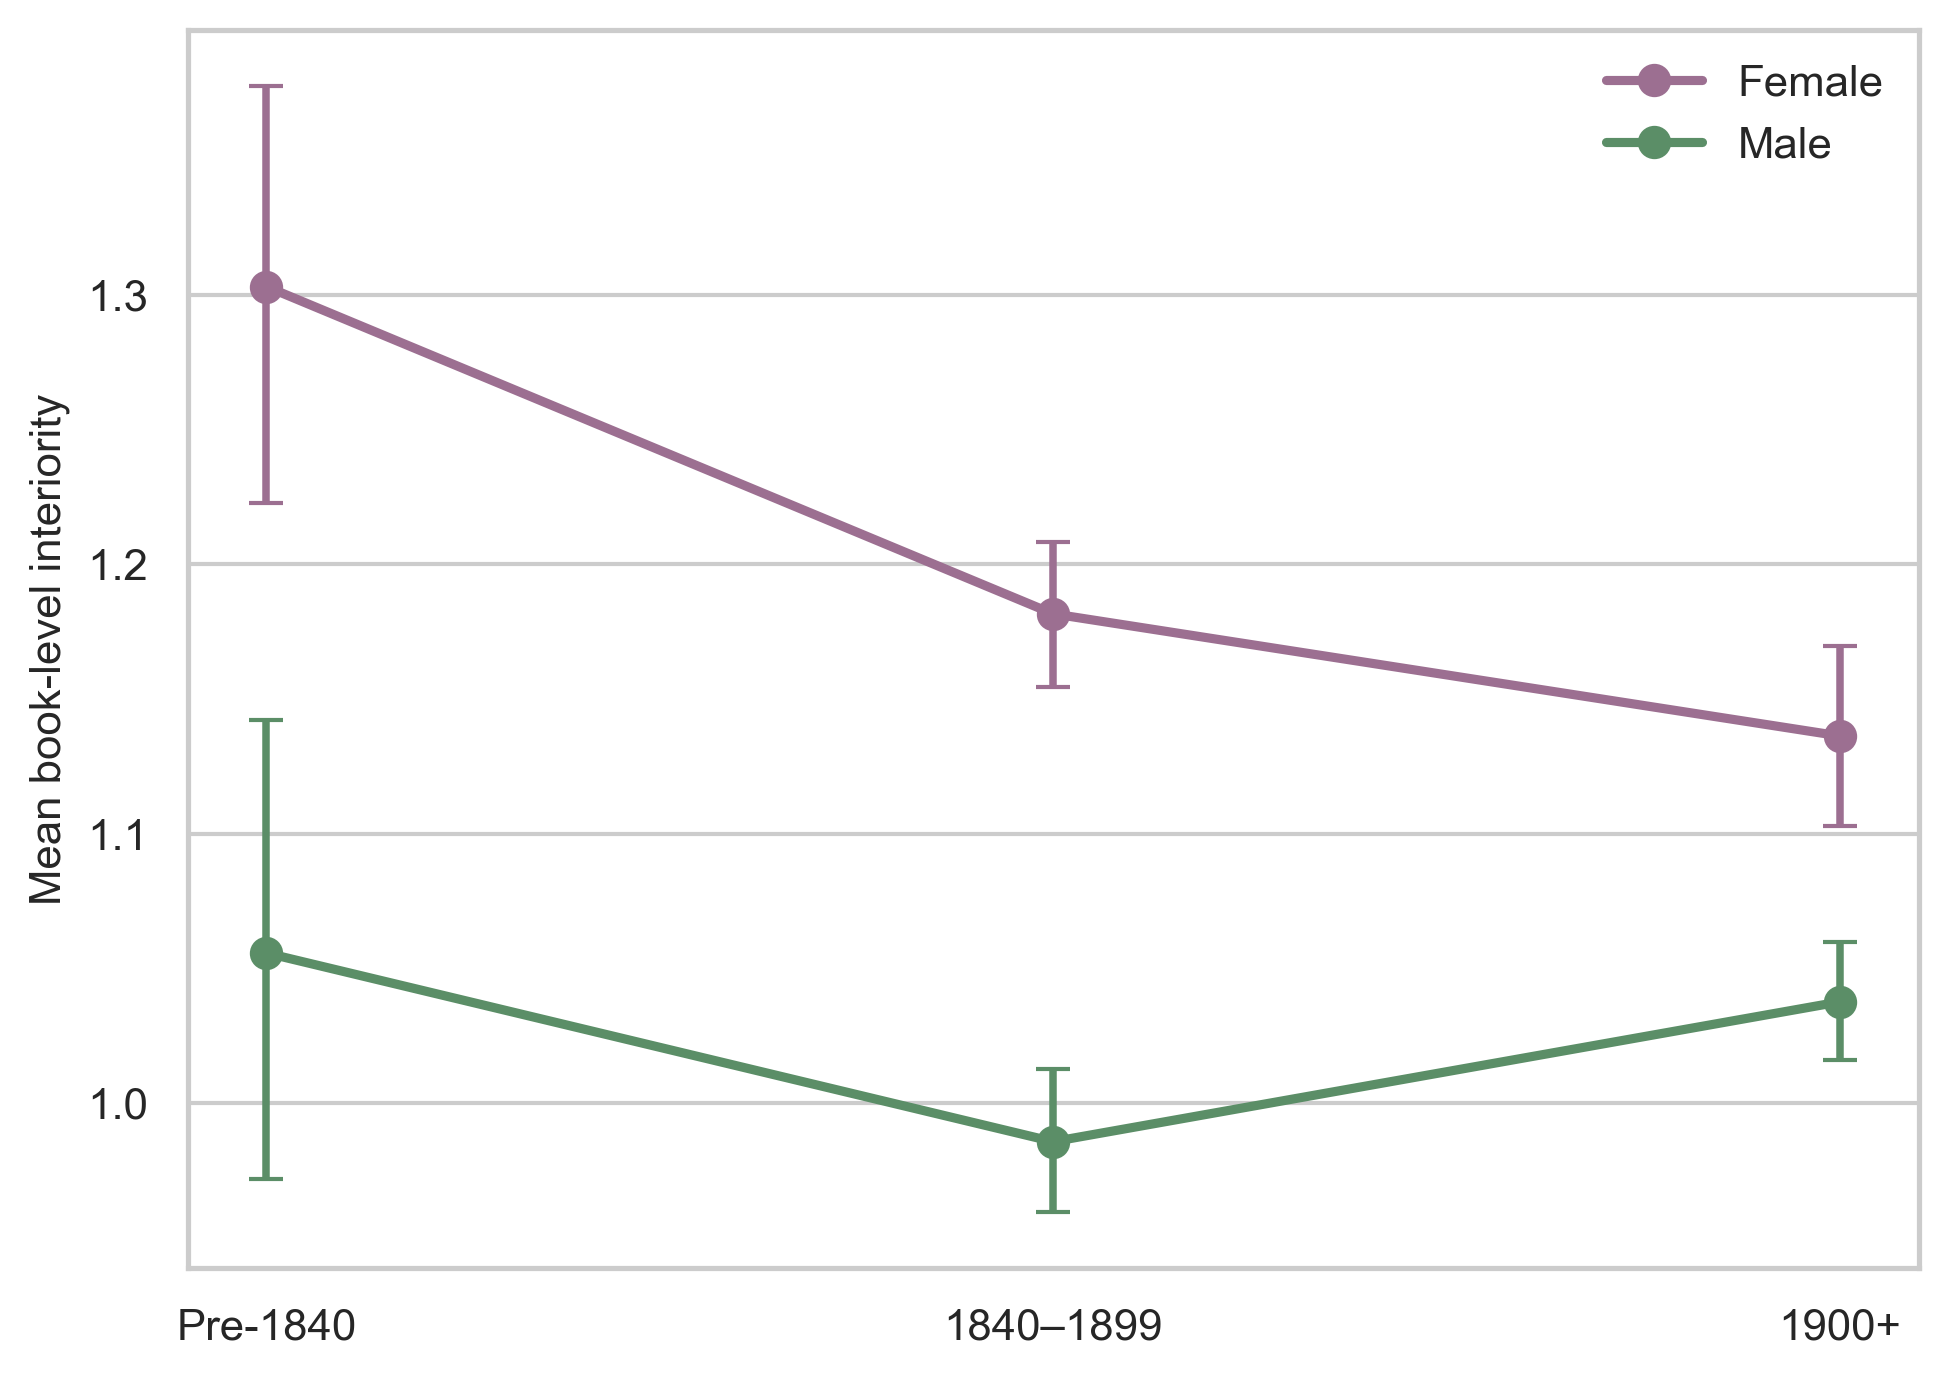 Female
Male
1.3
1.2
1.1
1.0
Mean book-level interiority
Pre-1840
1840–1899
1900+